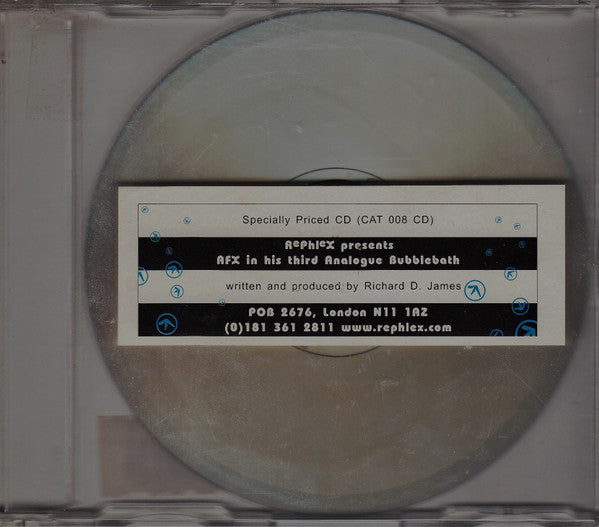 Specially Priced CD (CAT 008 CD)
RePhleX presents
AFX in his third Analogue Bubblebath
written and produced by Richard D. James
POB 2676, London N11 1AZ
(0)181 361 2811 www.rephlex.com